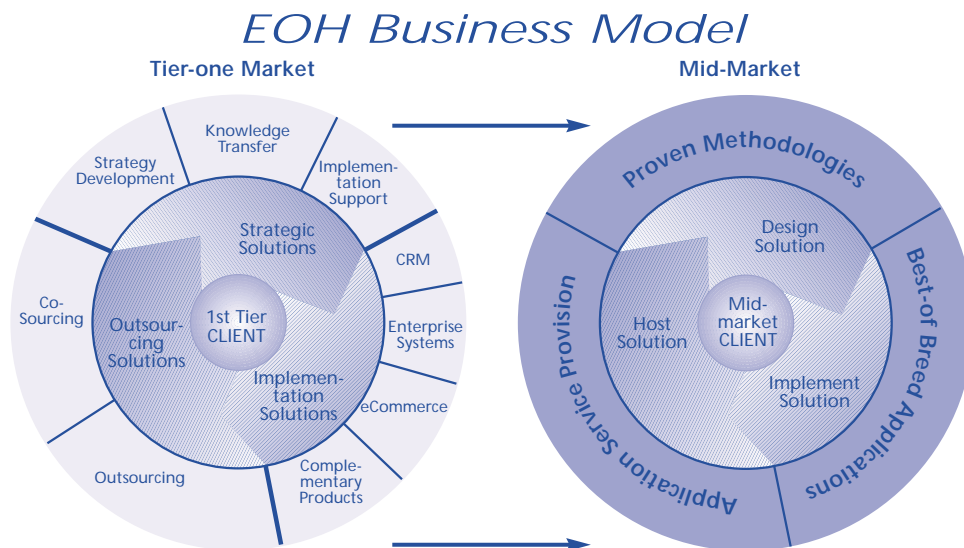 EOH Business Model
Tier-one Market
Knowledge
Transfer
Strategy
Development
Implemen-
tation
Support
Strategic
Solutions
CRM
Co-
Sourcing
Outsour-
cing
Solutions
1st Tier
CLIENT
Enterprise
Systems
Implemen-
tation
Solutions
eCommerce
Outsourcing
Comple-
mentary
Products
Mid-Market
Proven Methodologies
Design
Solution
Host
Solution
Mid-
market
CLIENT
Implement
Solution
Application Service Provision
Best-of Breed Applications